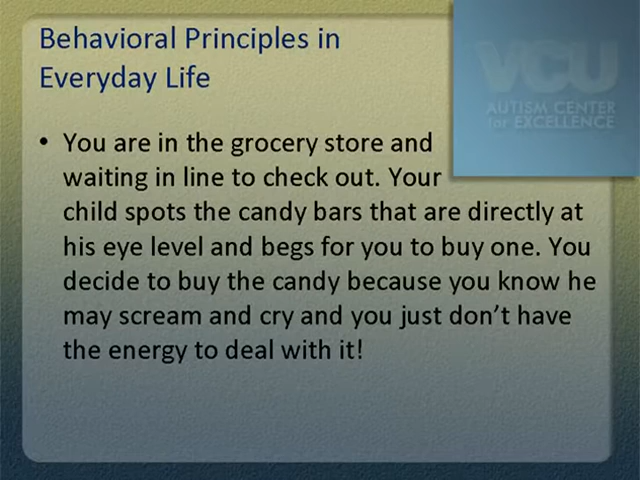 Behavioral Principles in
Everyday Life
VCU
AUTISM CENTER
for EXCELLENCE
• You are in the grocery store and
waiting in line to check out. Your
child spots the candy bars that are directly at
his eye level and begs for you to buy one. You
decide to buy the candy because you know he
may scream and cry and you just don’t have
the energy to deal with it!